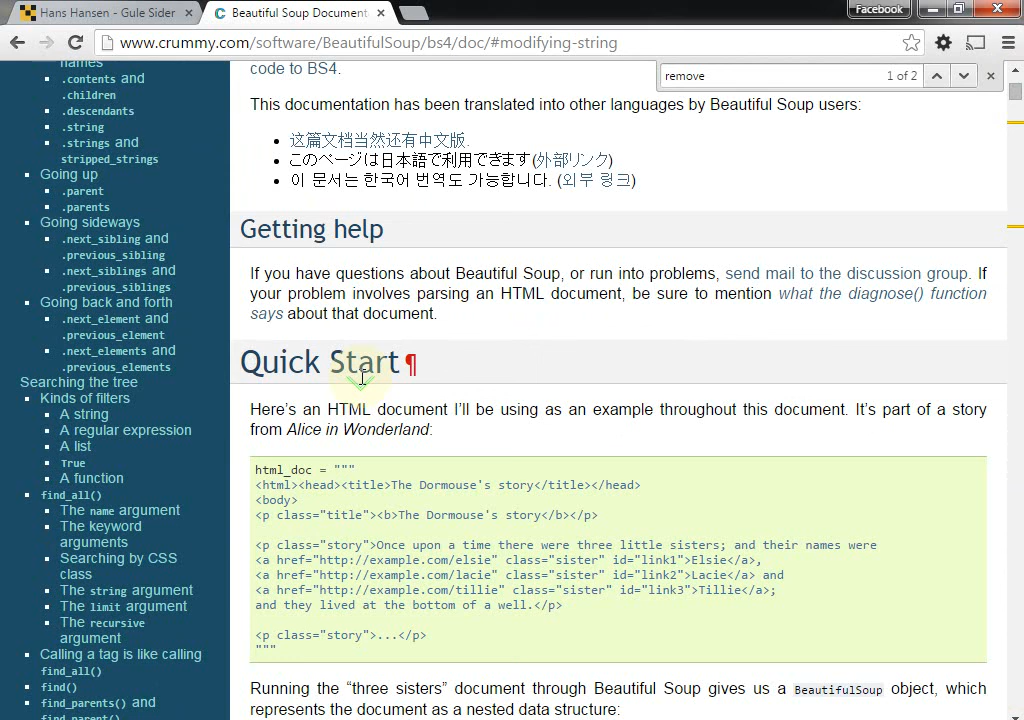 Hans Hansen - Gule Sider
Beautiful Soup Document
Facebook
www.crummy.com/software/BeautifulSoup/bs4/doc/#modifying-string
remove
1 of 2
names
.contents and
.children
.descendants
.string
.strings and
stripped_strings
Going up
.parent
.parents
Going sideways
.next_sibling and
.previous_sibling
.next_siblings and
.previous_siblings
Going back and forth
.next_element and
.previous_element
.next_elements and
.previous_elements
Searching the tree
Kinds of filters
A string
A regular expression
A list
True
A function
find_all()
The name argument
The keyword
arguments
Searching by CSS
class
The string argument
The limit argument
The recursive
argument
Calling a tag is like calling
find_all()
find()
find_parents() and
find_parent()
code to BS4.
This documentation has been translated into other languages by Beautiful Soup users:
这篇文档当然还有中文版.
このページは日本語で利用できます(外部リンク)
이 문서는 한국어 번역도 가능합니다. (외부 링크)
Getting help
If you have questions about Beautiful Soup, or run into problems, send mail to the discussion group. If
your problem involves parsing an HTML document, be sure to mention what the diagnose() function
says about that document.
Quick Start¶
Here's an HTML document I'll be using as an example throughout this document. It's part of a story
from Alice in Wonderland:
html_doc = """
<html><head><title>The Dormouse's story</title></head>
<body>
<p class="title"><b>The Dormouse's story</b></p>
<p class="story">Once upon a time there were three little sisters; and their names were
<a href="http://example.com/elsie" class="sister" id="link1">Elsie</a>,
<a href="http://example.com/lacie" class="sister" id="link2">Lacie</a> and
<a href="http://example.com/tillie" class="sister" id="link3">Tillie</a>;
and they lived at the bottom of a well.</p>
<p class="story">...</p>
"""
Running the “three sisters” document through Beautiful Soup gives us a BeautifulSoup object, which
represents the document as a nested data structure: